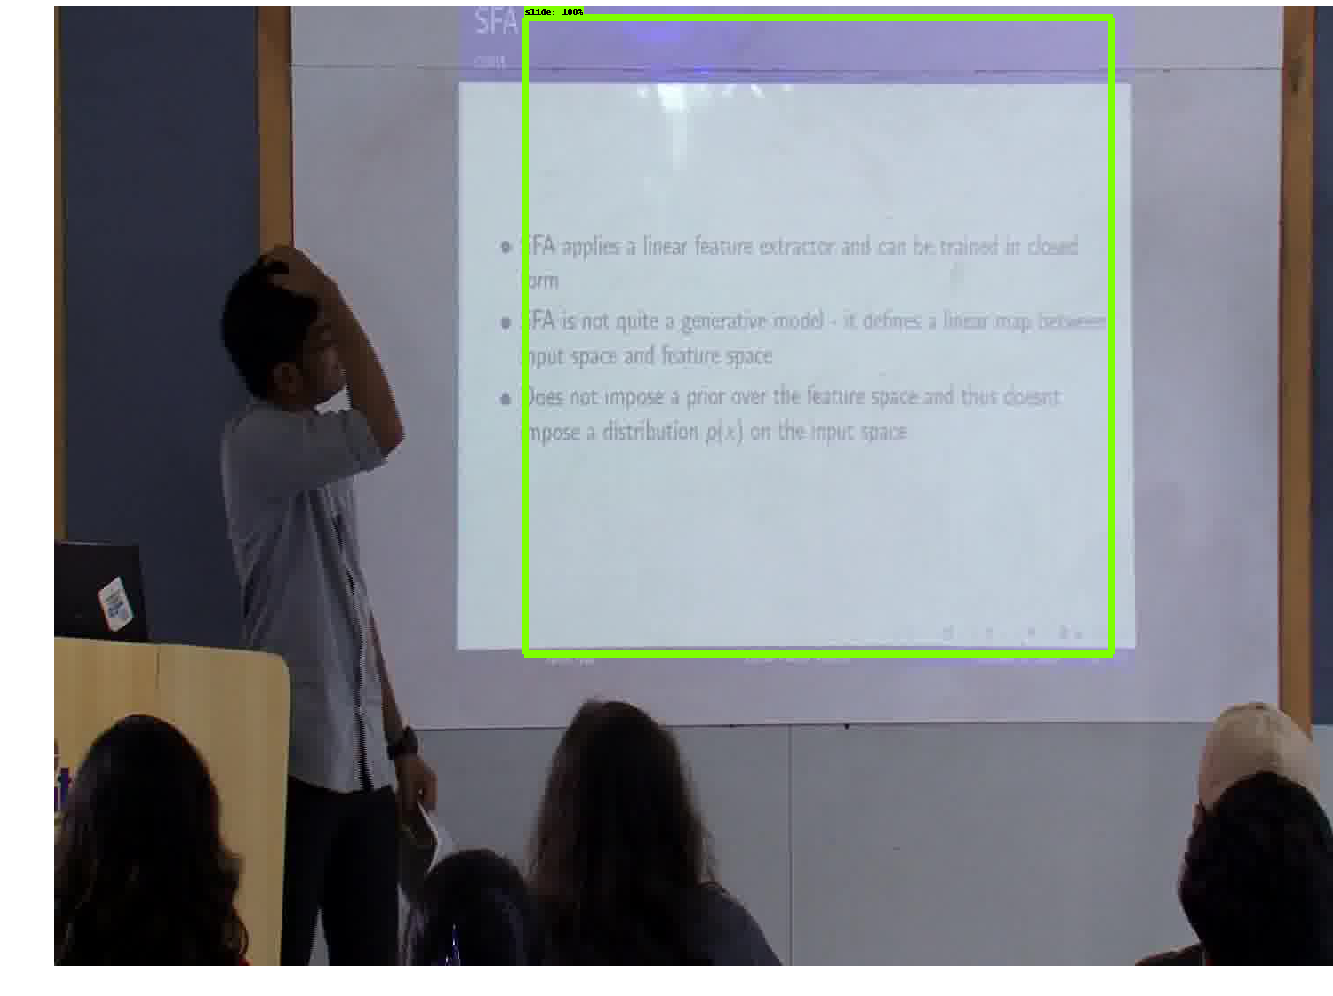 slide: 100%
SFA
• SFA applies a linear feature extractor and can be trained in closed
form
• SFA is not quite a generative model - it defines a linear map between
input space and feature space
• Does not impose a prior over the feature space and thus doesnt
impose a distribution p(x) on the input space